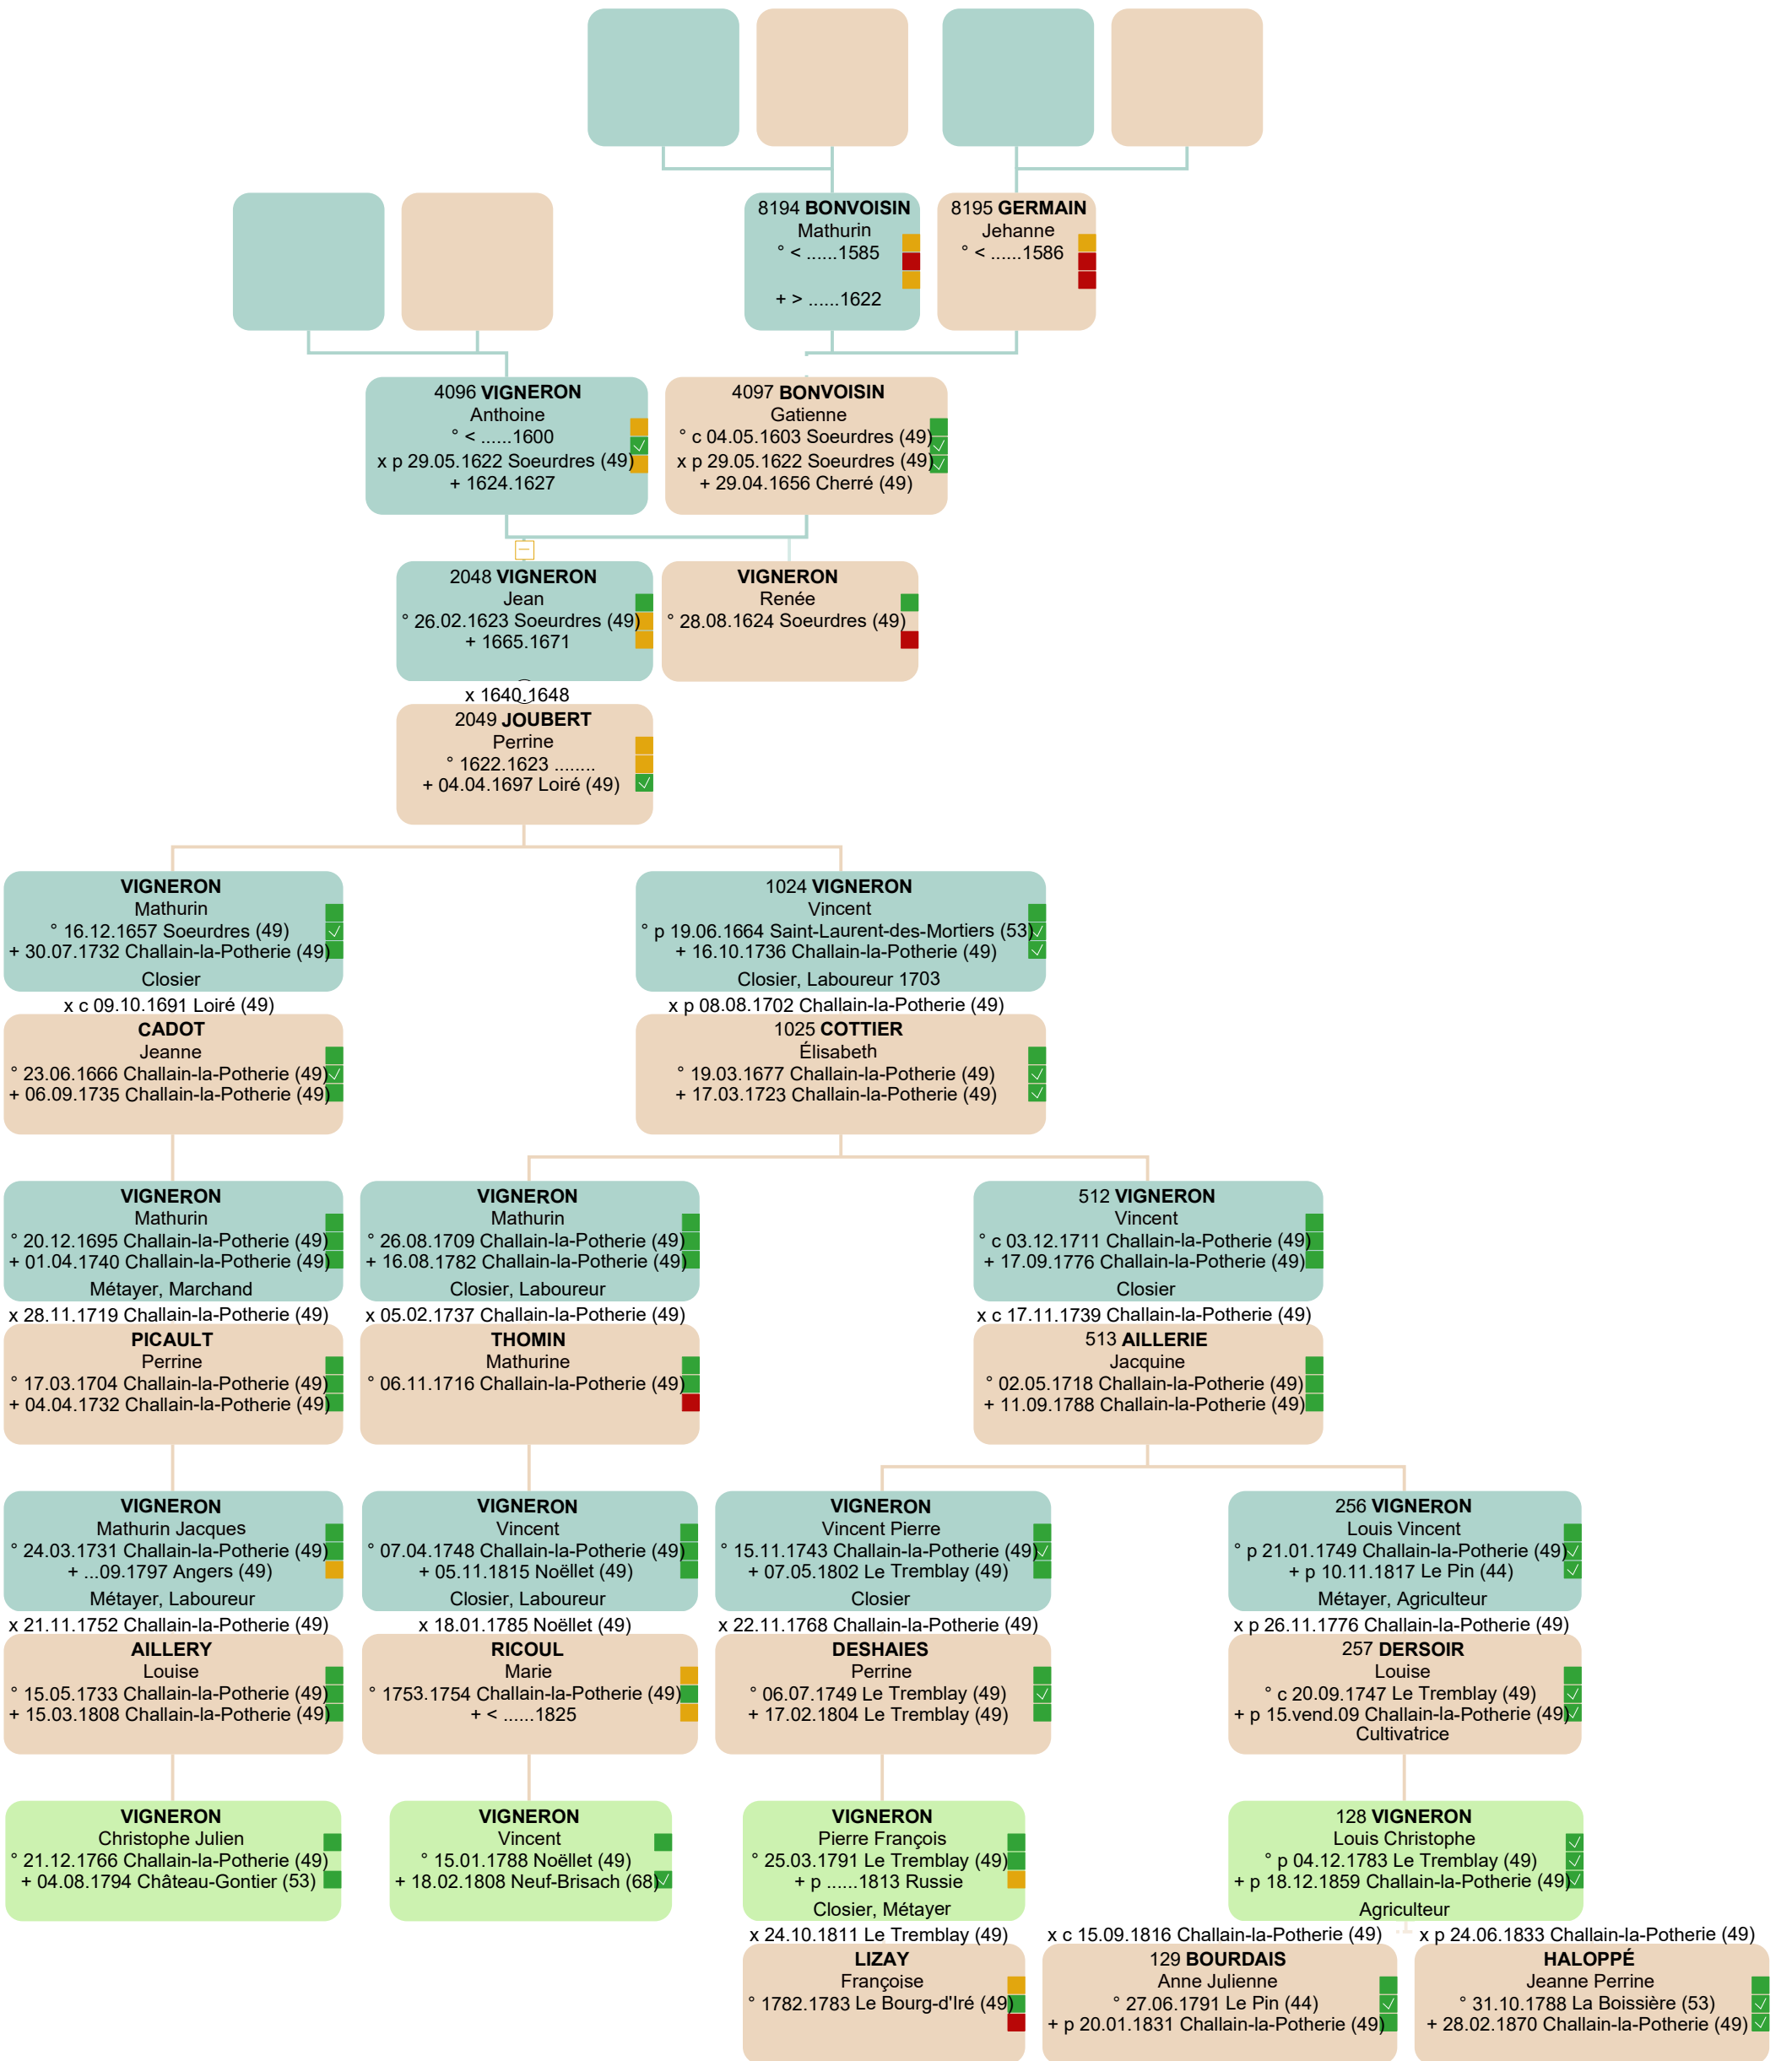 8194 BONVOISIN
Mathurin
° < ......1585
+ > ......1622
8195 GERMAIN
Jehanne
° < ......1586
4096 VIGNERON
Anthoine
° < ......1600
x p 29.05.1622 Soeurdres (49)
+ 1624.1627
4097 BONVOISIN
Gatienne
° c 04.05.1603 Soeurdres (49)
x p 29.05.1622 Soeurdres (49)
+ 29.04.1656 Cherré (49)
2048 VIGNERON
Jean
° 26.02.1623 Soeurdres (49)
+ 1665.1671
VIGNERON
Renée
° 28.08.1624 Soeurdres (49)
x 1640.1648
2049 JOUBERT
Perrine
° 1622.1623 ........
+ 04.04.1697 Loiré (49)
VIGNERON
Mathurin
° 16.12.1657 Soeurdres (49)
+ 30.07.1732 Challain-la-Potherie (49)
Closier
x c 09.10.1691 Loiré (49)
CADOT
Jeanne
° 23.06.1666 Challain-la-Potherie (49)
+ 06.09.1735 Challain-la-Potherie (49)
1024 VIGNERON
Vincent
° p 19.06.1664 Saint-Laurent-des-Mortiers (53)
+ 16.10.1736 Challain-la-Potherie (49)
Closier, Laboureur 1703
x p 08.08.1702 Challain-la-Potherie (49)
1025 COTTIER
Élisabeth
° 19.03.1677 Challain-la-Potherie (49)
+ 17.03.1723 Challain-la-Potherie (49)
VIGNERON
Mathurin
° 20.12.1695 Challain-la-Potherie (49)
+ 01.04.1740 Challain-la-Potherie (49)
Métayer, Marchand
x 28.11.1719 Challain-la-Potherie (49)
PICAULT
Perrine
° 17.03.1704 Challain-la-Potherie (49)
+ 04.04.1732 Challain-la-Potherie (49)
VIGNERON
Mathurin
° 26.08.1709 Challain-la-Potherie (49)
+ 16.08.1782 Challain-la-Potherie (49)
Closier, Laboureur
x 05.02.1737 Challain-la-Potherie (49)
THOMIN
Mathurine
° 06.11.1716 Challain-la-Potherie (49)
512 VIGNERON
Vincent
° c 03.12.1711 Challain-la-Potherie (49)
+ 17.09.1776 Challain-la-Potherie (49)
Closier
x c 17.11.1739 Challain-la-Potherie (49)
513 AILLERIE
Jacquine
° 02.05.1718 Challain-la-Potherie (49)
+ 11.09.1788 Challain-la-Potherie (49)
VIGNERON
Mathurin Jacques
° 24.03.1731 Challain-la-Potherie (49)
+ ...09.1797 Angers (49)
Métayer, Laboureur
x 21.11.1752 Challain-la-Potherie (49)
AILLERY
Louise
° 15.05.1733 Challain-la-Potherie (49)
+ 15.03.1808 Challain-la-Potherie (49)
VIGNERON
Vincent
° 07.04.1748 Challain-la-Potherie (49)
+ 05.11.1815 Noëllet (49)
Closier, Laboureur
x 18.01.1785 Noëllet (49)
RICOUL
Marie
° 1753.1754 Challain-la-Potherie (49)
+ < ......1825
VIGNERON
Vincent Pierre
° 15.11.1743 Challain-la-Potherie (49)
+ 07.05.1802 Le Tremblay (49)
Closier
x 22.11.1768 Challain-la-Potherie (49)
DESHAIES
Perrine
° 06.07.1749 Le Tremblay (49)
+ 17.02.1804 Le Tremblay (49)
256 VIGNERON
Louis Vincent
° p 21.01.1749 Challain-la-Potherie (49)
+ p 10.11.1817 Le Pin (44)
Métayer, Agriculteur
x p 26.11.1776 Challain-la-Potherie (49)
257 DERSOIR
Louise
° c 20.09.1747 Le Tremblay (49)
+ p 15.vend.09 Challain-la-Potherie (49)
Cultivatrice
VIGNERON
Christophe Julien
° 21.12.1766 Challain-la-Potherie (49)
+ 04.08.1794 Château-Gontier (53)
VIGNERON
Vincent
° 15.01.1788 Noëllet (49)
+ 18.02.1808 Neuf-Brisach (68)
VIGNERON
Pierre François
° 25.03.1791 Le Tremblay (49)
+ p ......1813 Russie
Closier, Métayer
x 24.10.1811 Le Tremblay (49)
LIZAY
Françoise
° 1782.1783 Le Bourg-d'Iré (49)
128 VIGNERON
Louis Christophe
° p 04.12.1783 Le Tremblay (49)
+ p 18.12.1859 Challain-la-Potherie (49)
Agriculteur
x c 15.09.1816 Challain-la-Potherie (49)
129 BOURDAIS
Anne Julienne
° 27.06.1791 Le Pin (44)
+ p 20.01.1831 Challain-la-Potherie (49)
x p 24.06.1833 Challain-la-Potherie (49)
HALOPPÉ
Jeanne Perrine
° 31.10.1788 La Boissière (53)
+ 28.02.1870 Challain-la-Potherie (49)